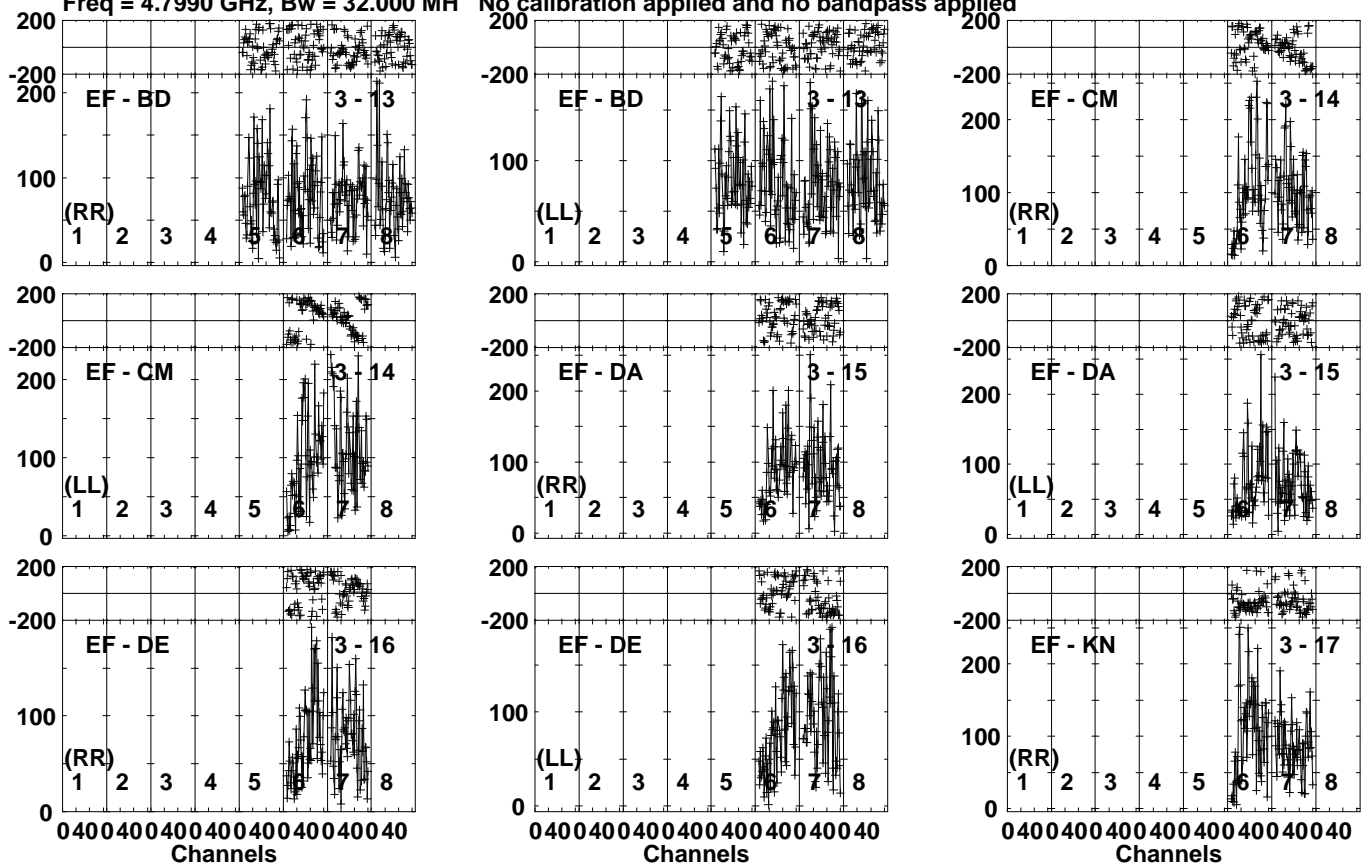 Freq = 4.7990 GHz, Bw = 32.000 MH   No calibration applied and no bandpass applied
200 200 200
-200 -200 -200
200 EF - BD 3 - 13 EF - BD 3 - 13 EF - CM 3 - 14
200
100 100 100
(RR) (LL) (RR)
1 2 3 4 5 6 7 8 1 2 3 4 5 6 7 8 1 2 3 4 5 6 7 8
0 0 0
200 200 200
-200 -200 -200
EF - CM 3 - 14 EF - DA 3 - 15 EF - DA 3 - 15
200 200 200
100 100 100
(LL) (RR) (LL)
1 2 3 4 5 6 7 8 1 2 3 4 5 6 7 8 1 2 3 4 5 6 7 8
0 0 0
200 200 200
-200 -200 -200
EF - DE 3 - 16 EF - DE 3 - 16 EF - KN 3 - 17
200
100 100 100
(RR) (LL) (RR)
1 2 3 4 5 6 7 8 1 2 3 4 5 6 7 8 1 2 3 4 5 6 7 8
0 0 0
0 40 0 40 0 40 0 40 0 40 0 40 0 40 0 40 0 40 0 40 0 40 0 40 0 40 0 40 0 40 0 40 0 40 0 40 0 40 0 40 0 40 0 40 0 40 0 40
Channels Channels Channels